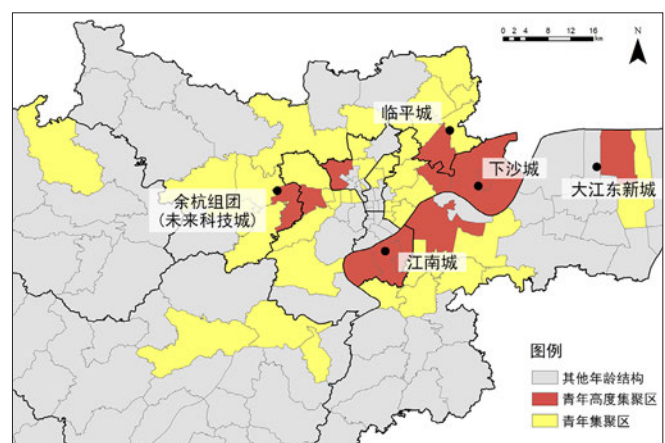 0 2 4 8 12 16
km
N
临平城
下沙城
大江东新城
余杭组团
(未来科技城)
江南城
图例
其他年龄结构
青年高度集聚区
青年集聚区